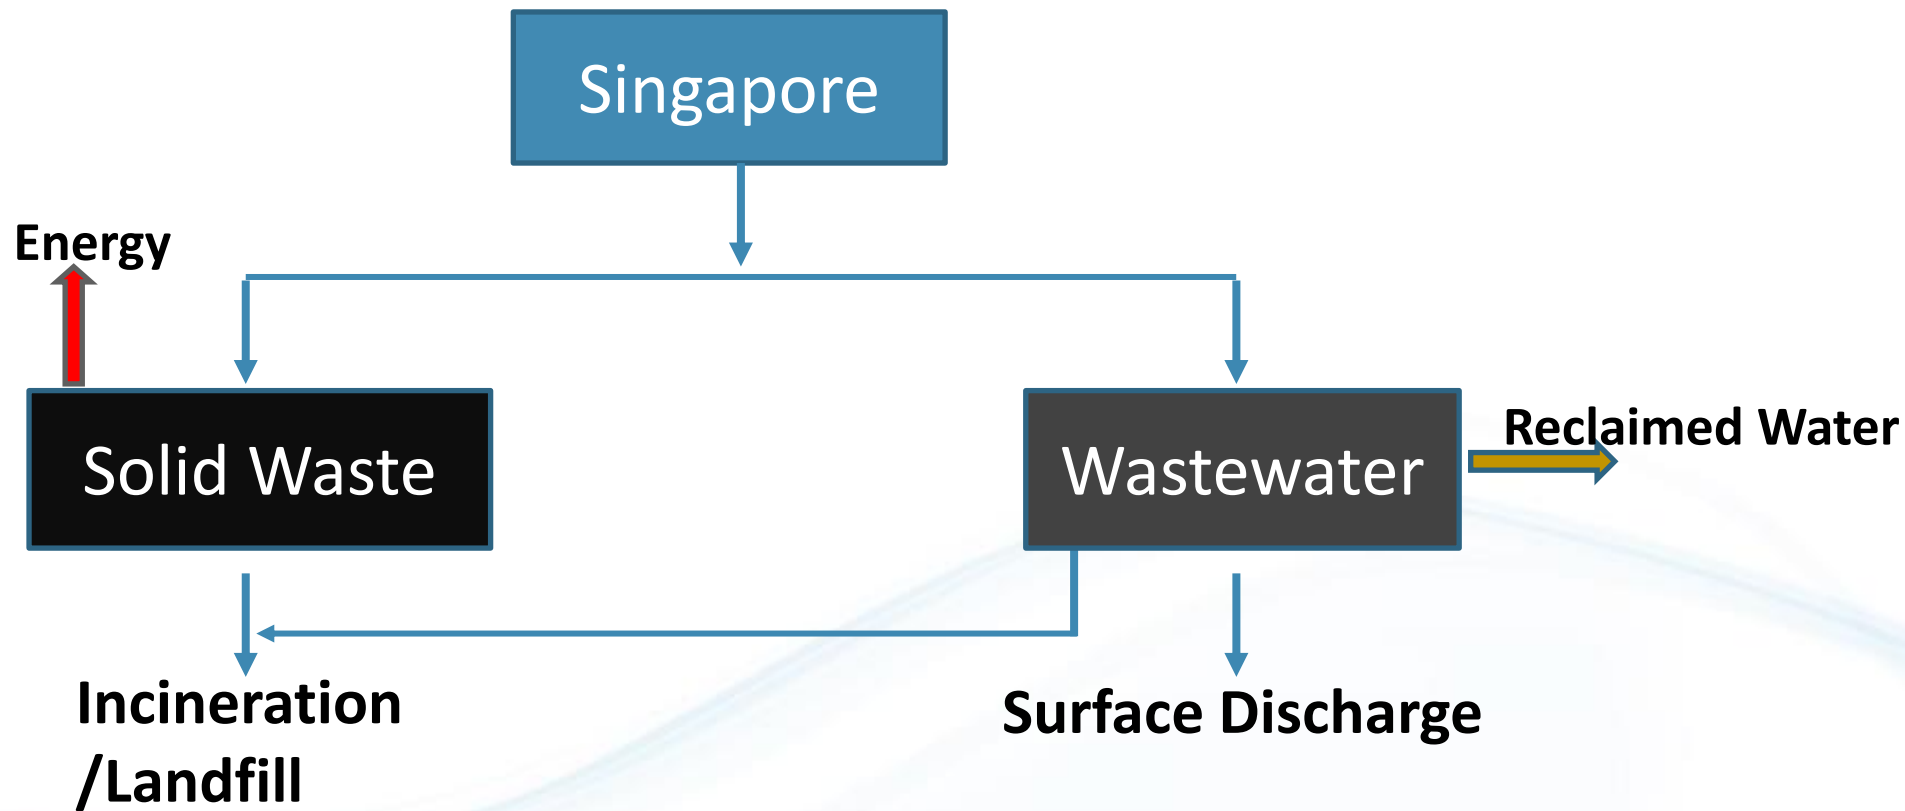 Singapore
Energy
Solid Waste
Wastewater
Reclaimed Water
Incineration
/Landfill
Surface Discharge